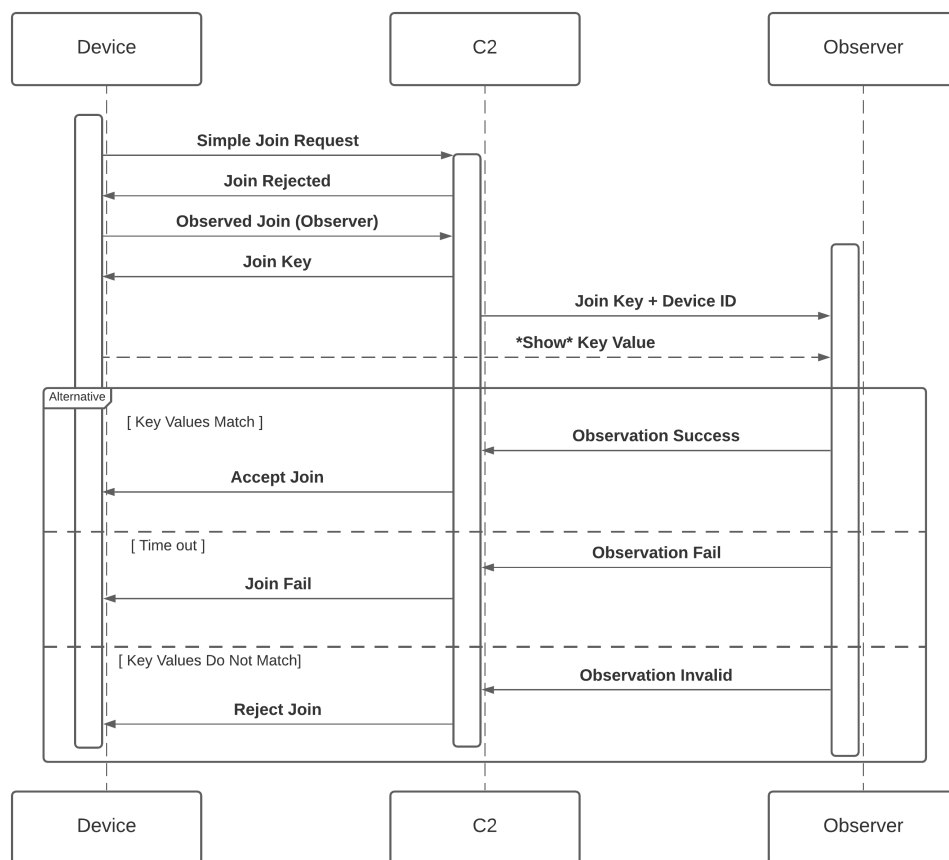 Device
C2
Observer
Simple Join Request
Join Rejected
Observed Join (Observer)
Join Key
Join Key + Device ID
*Show* Key Value
Alternative
[ Key Values Match ]
Observation Success
Accept Join
[ Time out ]
Observation Fail
Join Fail
[ Key Values Do Not Match]
Observation Invalid
Reject Join
Device
C2
Observer